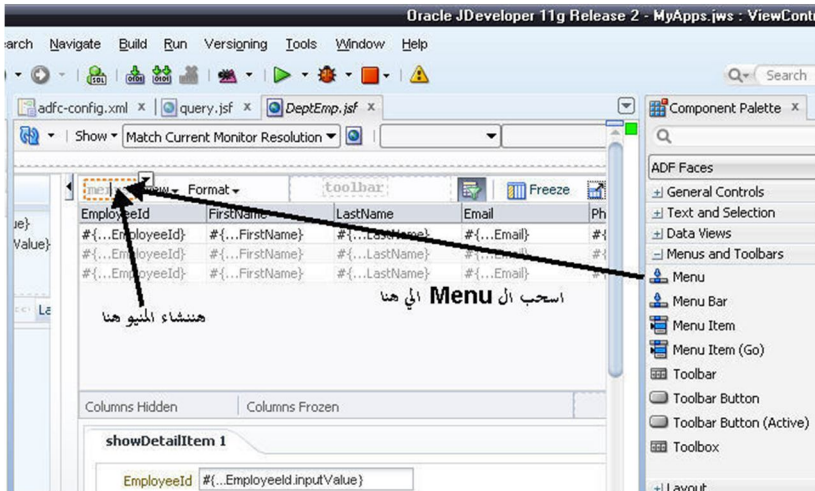 Oracle JDeveloper 11g Release 2 - MyApps.jws : ViewContr
earch Navigate Build Run Versioning Tools Window Help
Search
adfc-config.xml x query.jsf x DeptEmp.jsf x
Component Palette x
Show Match Current Monitor Resolution
ADF Faces
General Controls
Text and Selection
Data Views
Menus and Toolbars
Menu
Menu Bar
Menu Item
Menu Item (Go)
Toolbar
Toolbar Button
Toolbar Button (Active)
Toolbox
Layout
Format toolbar Freeze
EmployeeId FirstName LastName Email Ph
#{...EmployeeId} #{...FirstName} #{...LastName} #{...Email} #{
#{...EmployeeId} #{...FirstName} #{...LastName} #{...Email} #{
#{...EmployeeId} #{...FirstName} #{...LastName} #{...Email} #{
ue}
Value}
La
اسحب ال Menu الي هنا
هننشاء المنيو هنا
Columns Hidden Columns Frozen
showDetailItem 1
EmployeeId #{...EmployeeId.inputValue}